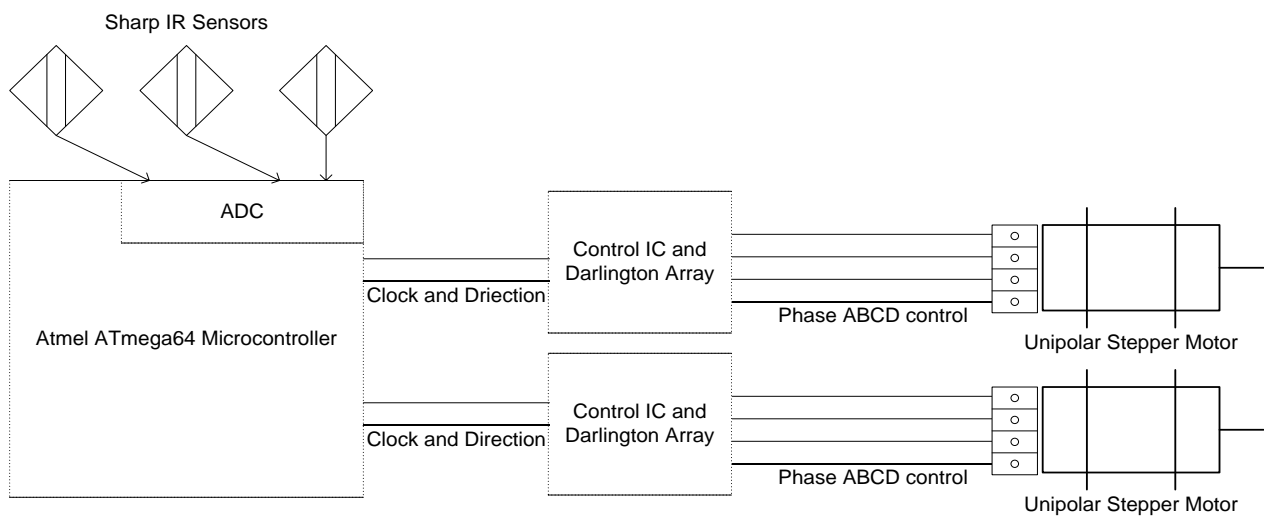 Sharp IR Sensors
ADC
Control IC and
Darlington Array
Clock and Driection
Atmel ATmega64 Microcontroller
Phase ABCD control
Unipolar Stepper Motor
Control IC and
Darlington Array
Clock and Direction
Phase ABCD control
Unipolar Stepper Motor